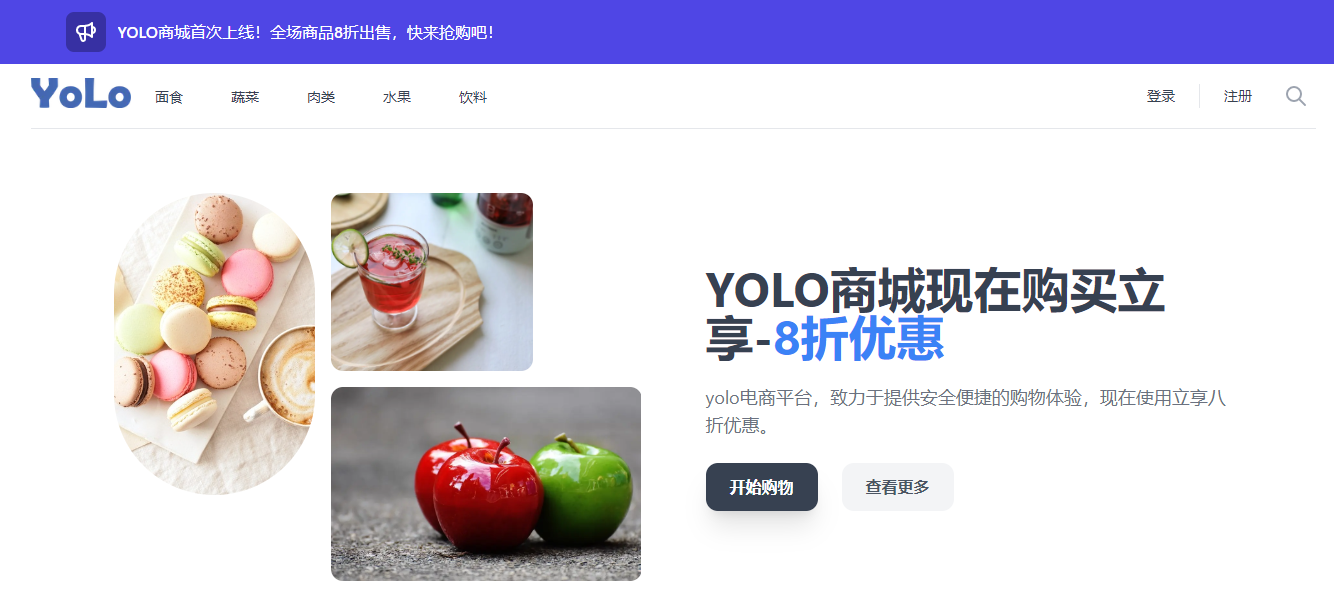 YOLO商城首次上线！全场商品8折出售，快来抢购吧！
YoLo
面食
蔬菜
肉类
水果
饮料
登录
注册
YOLO商城现在购买立
享-8折优惠
yolo电商平台，致力于提供安全便捷的购物体验，现在使用立享八
折优惠。
开始购物
查看更多